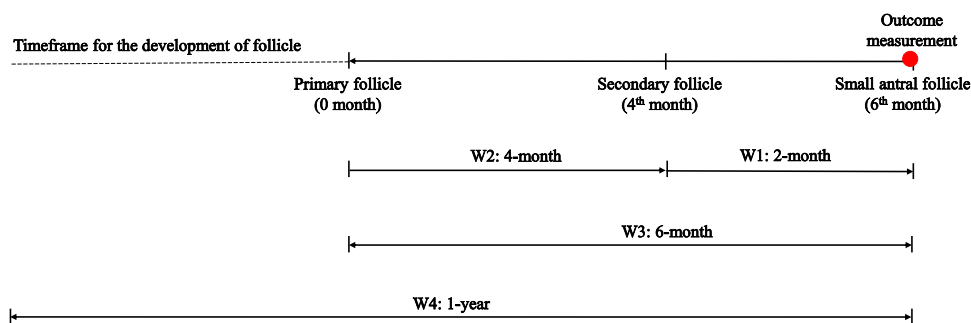 Outcome
measurement
Timeframe for the development of follicle
Primary follicle
(0 month)
Secondary follicle
(4th month)
Small antral follicle
(6th month)
W2: 4-month
W1: 2-month
W3: 6-month
W4: 1-year